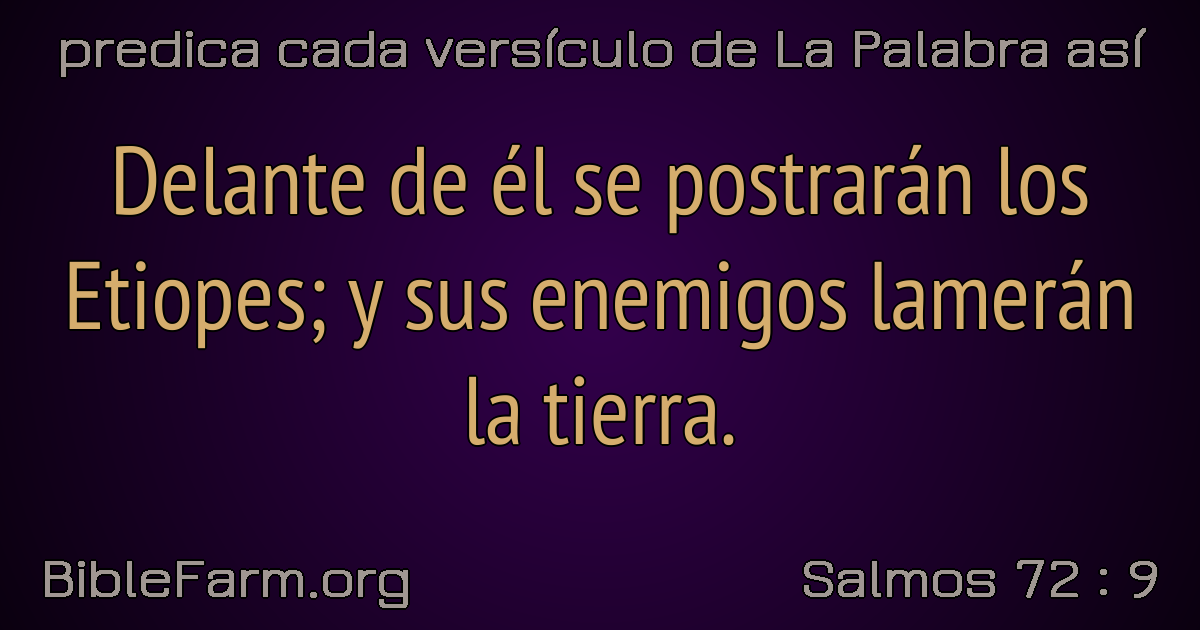 predica cada versículo de La Palabra así
Delante de él se postrarán los
Etiopes; y sus enemigos lamerán
la tierra.
BibleFarm.org
Salmos 72 : 9